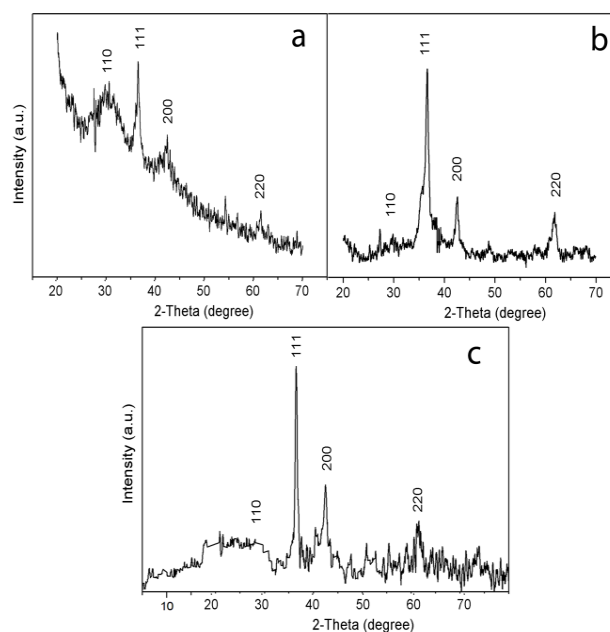 a
111
110
200
220
Intensity (a.u.)
20 30 40 50 60 70
2-Theta (degree)
b
111
110
200
220
Intensity (a.u.)
20 30 40 50 60 70
2-Theta (degree)
c
111
110
200
220
Intensity (a.u.)
10 20 30 40 50 60 70
2-Theta (degree)